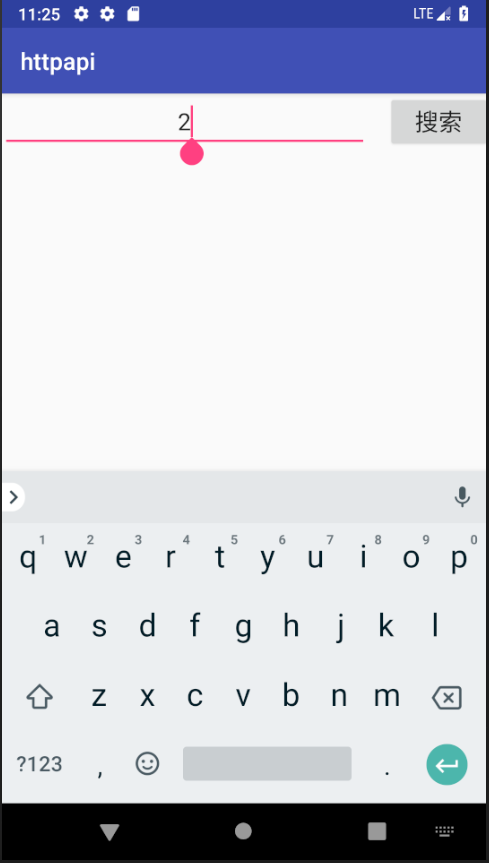 11:25 LTE
httpapi
2 搜索
1 2 3 4 5 6 7 8 9 0
q w e r t y u i o p
a s d f g h j k l
z x c v b n m
?123 , .